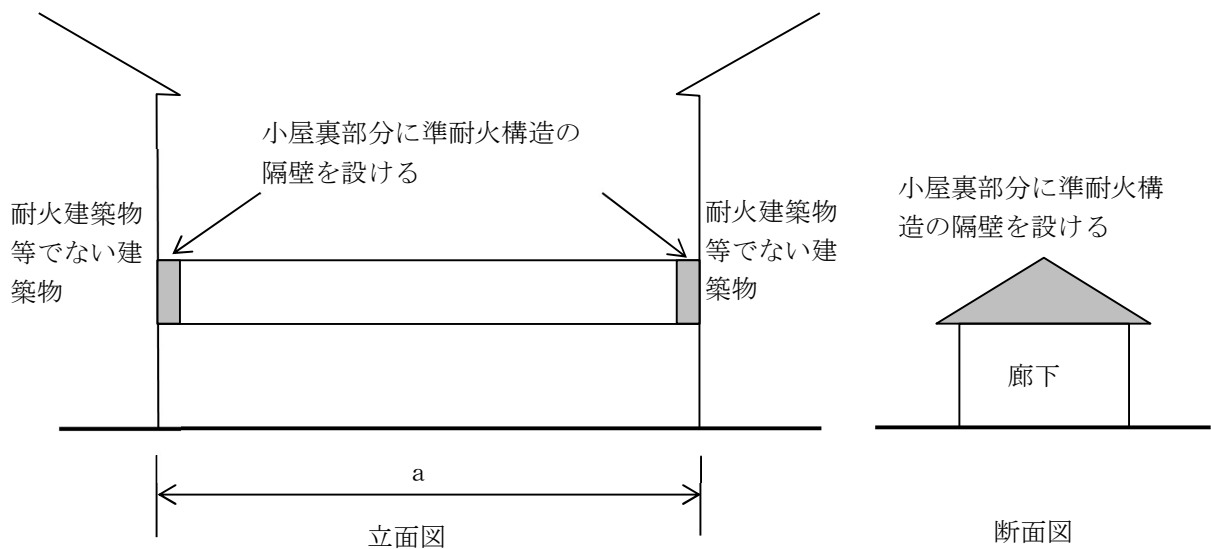 小屋裏部分に準耐火構造の
隔壁を設ける
耐火建築物
等でない建
築物
耐火建築物
等でない建
築物
小屋裏部分に準耐火構
造の隔壁を設ける
廊下
a
立面図
断面図